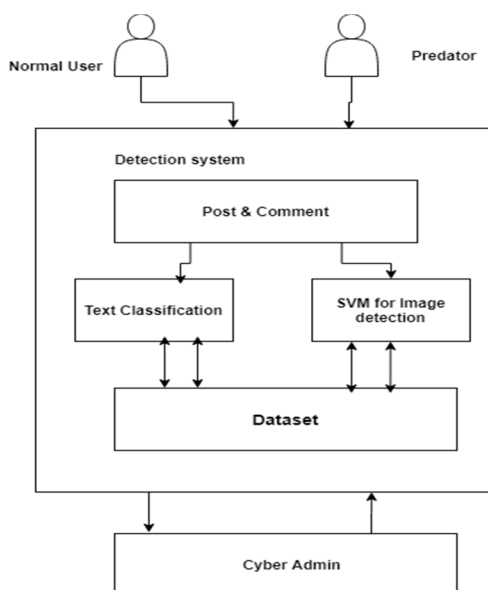 Normal User
Predator
Detection system
Post & Comment
Text Classification
SVM for Image
detection
Dataset
Cyber Admin